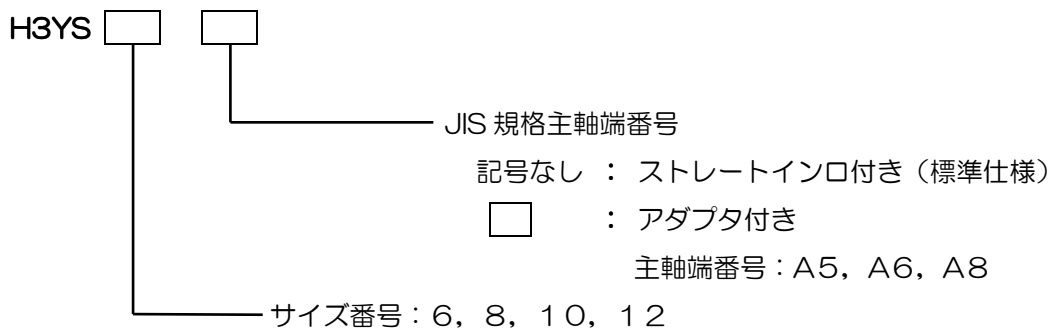 H3YS
JIS 規格主軸端番号
記号なし : ストレートインロ付き（標準仕様）
: アダプタ付き
主軸端番号：A5，A6，A8
サイズ番号：６，８，１０，１２